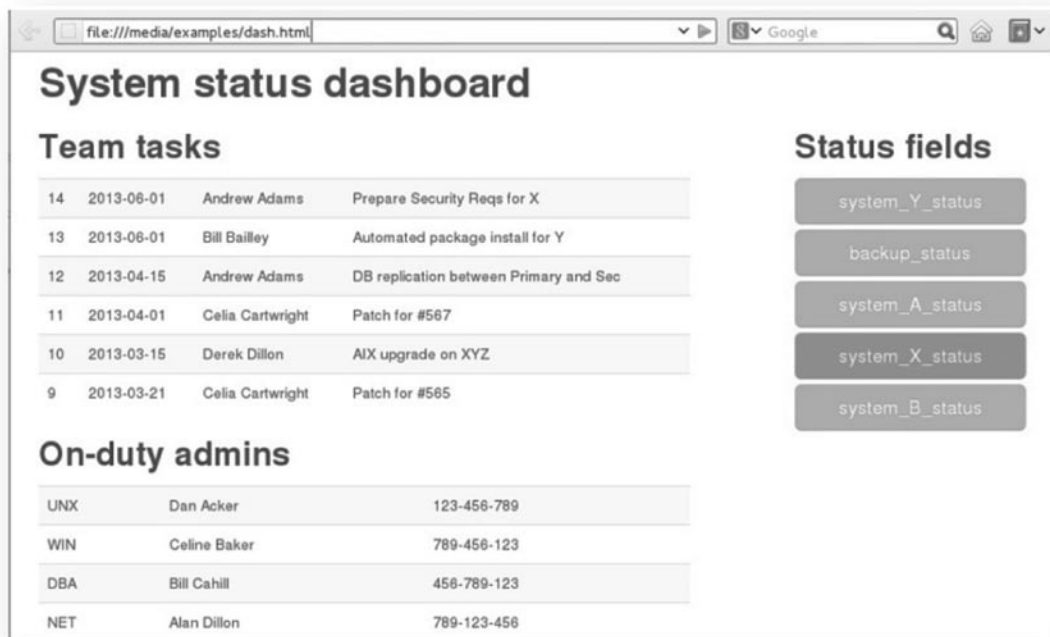 file:///media/examples/dash.html
Google
System status dashboard
Team tasks
14 2013-06-01 Andrew Adams Prepare Security Reqs for X
13 2013-06-01 Bill Bailley Automated package install for Y
12 2013-04-15 Andrew Adams DB replication between Primary and Sec
11 2013-04-01 Celia Cartwright Patch for #567
10 2013-03-15 Derek Dillon AIX upgrade on XYZ
9 2013-03-21 Celia Cartwright Patch for #565
On-duty admins
UNX Dan Acker 123-456-789
WIN Celine Baker 789-456-123
DBA Bill Cahill 456-789-123
NET Alan Dillon 789-123-456
Status fields
system_Y_status
backup_status
system_A_status
system_X_status
system_B_status